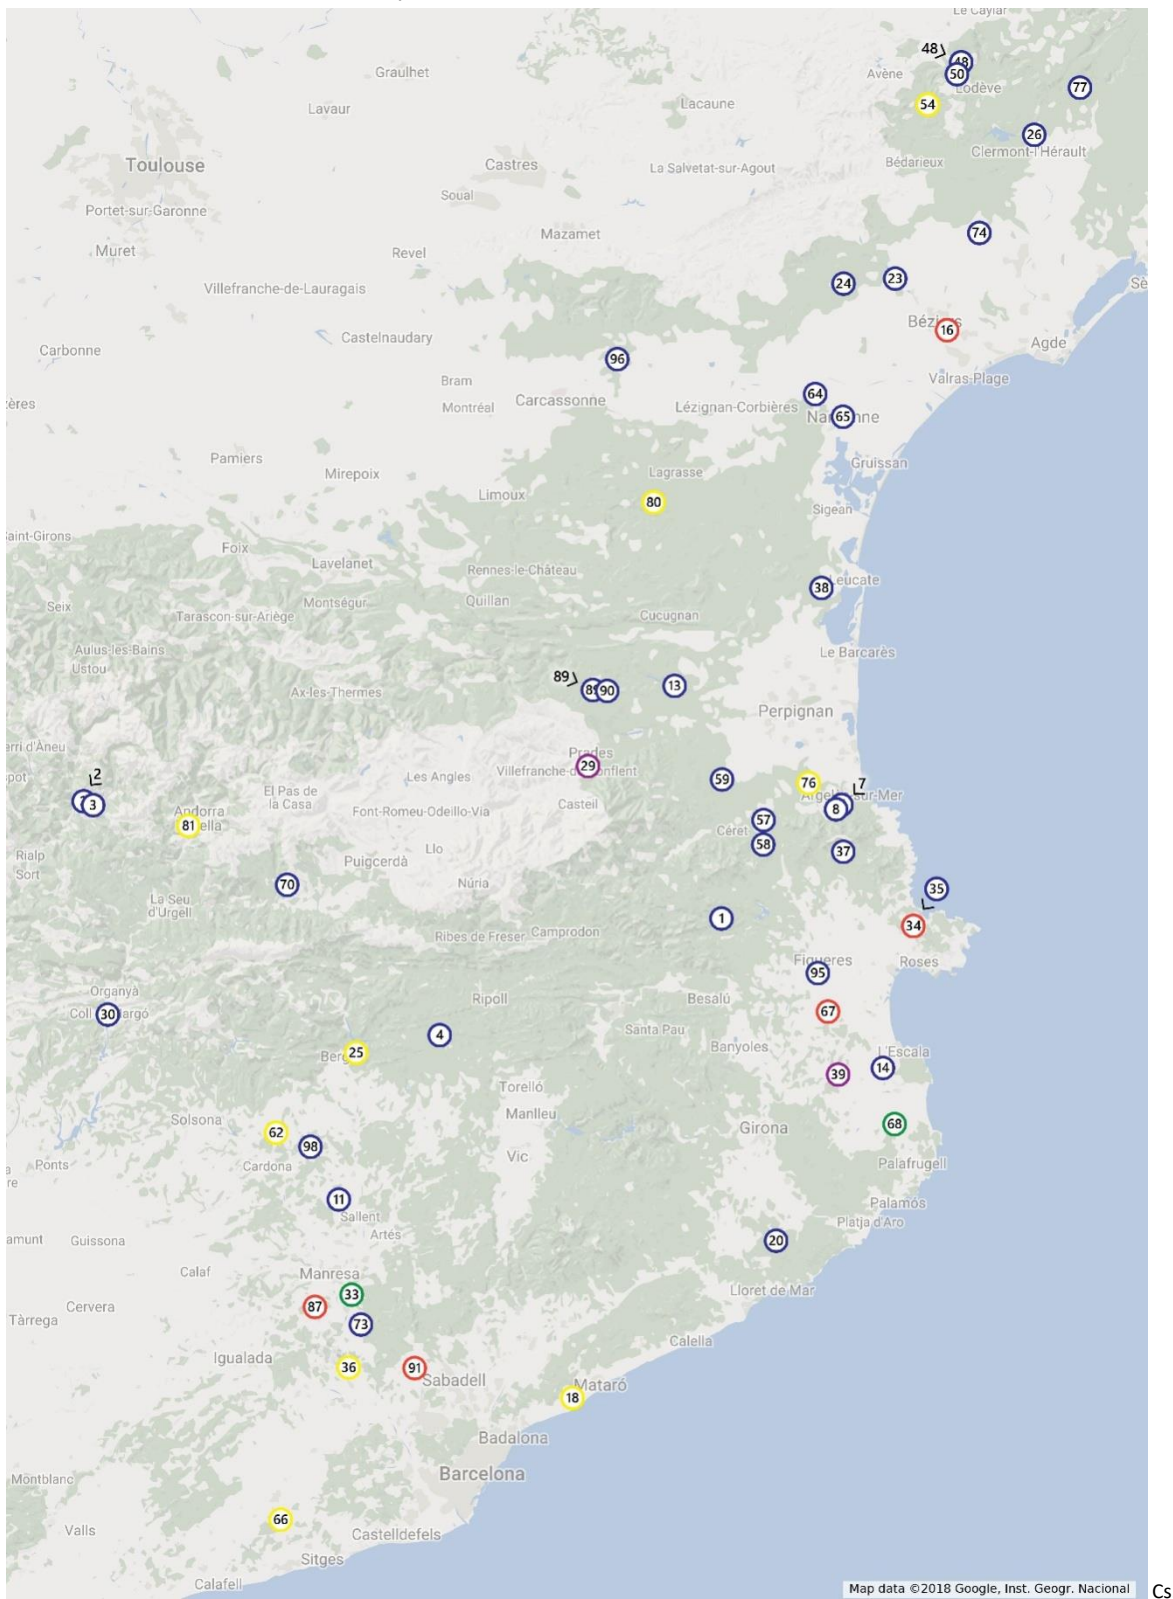 Le Caylar
48
48
Avène
50
Lodève
77
Graulhet
54
Lacaune
Lavaur
26
Clermont-l'Hérault
Toulouse
Castres
La Salvetat-sur-Agout
Bédarieux
Soual
Portet-sur-Garonne
74
Mazamet
Muret
Revel
23
24
Villefranche-de-Lauragais
Béziers
16
Castelnaudary
Agde
Carbonne
96
Bram
Valras-Plage
64
Carcassonne
Montréal
Lézignan-Corbières
65
Pamiers
Gruissan
Mirepoix
Lagrasse
Limoux
80
Sigean
Saint-Girons
Foix
Lavelanet
Rennes-le-Château
Leucate
38
Quillan
Montségur
Seix
Tarascon-sur-Ariège
Cucugnan
Aulus-les-Bains
Le Barcarès
Ustou
89
13
Ax-les-Thermes
89
90
Perpignan
Prades
29
Villefranche-de-Conflent
2
Les Angles
59
76
7
El Pas de
la Casa
Argelès-sur-Mer
3
Casteil
Andorra
Font-Romeu-Odeillo-Via
8
81
57
Céret
58
Llo
37
Rialp
Puigcerdà
Sort
70
Núria
35
La Seu
d'Urgell
1
34
Ribes de Freser
Camprodon
Figueres
Roses
95
Organyà
Ripoll
Besalú
30
67
Santa Pau
4
Banyoles
L'Escala
25
14
39
Torelló
Manlleu
Solsona
68
Girona
62
98
Vic
Ponts
Cardona
Palafrugell
11
Palamós
Sallent
Platja d'Aro
Artés
20
Guissona
Calaf
Manresa
Lloret de Mar
33
87
Cervera
Tàrrega
73
Calella
Igualada
36
91
Sabadell
Mataró
18
Badalona
Barcelona
Montblanc
66
Valls
Castelldefels
Sitges
Calafell
Map data ©2018 Google, Inst. Geogr. Nacional
Cs